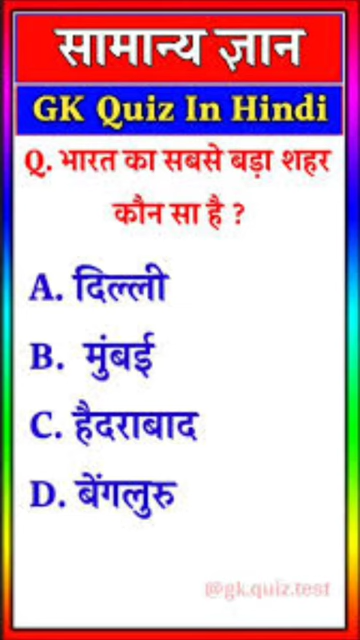 सामान्य ज्ञान
GK Quiz In Hindi
Q. भारत का सबसे बड़ा शहर
कौन सा है ?
A. दिल्ली
B. मुंबई
C. हैदराबाद
D. बेंगलुरु
@gk.quiz.test